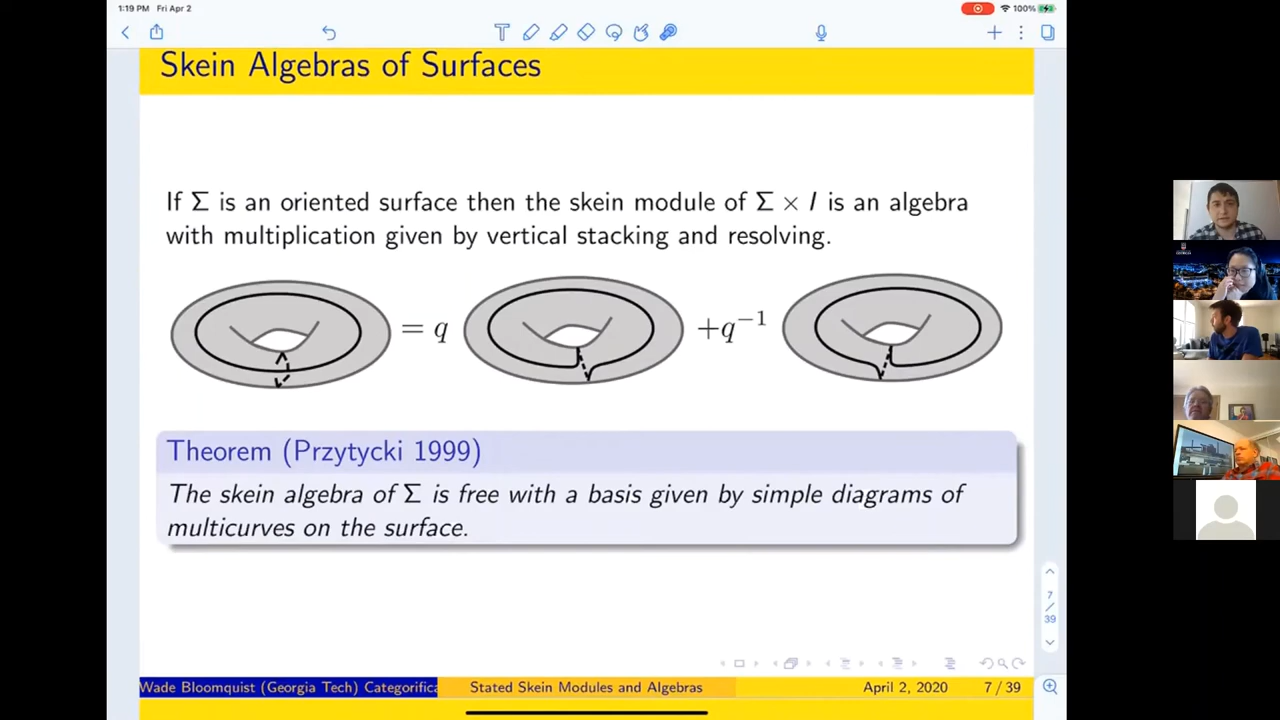 1:19 PM Fri Apr 2
100%
Skein Algebras of Surfaces
If Σ is an oriented surface then the skein module of Σ × I is an algebra
with multiplication given by vertical stacking and resolving.
= q
+q⁻¹
Theorem (Przytycki 1999)
The skein algebra of Σ is free with a basis given by simple diagrams of
multicurves on the surface.
7
/
39
Wade Bloomquist (Georgia Tech) Categorifica
Stated Skein Modules and Algebras
April 2, 2020
7 / 39